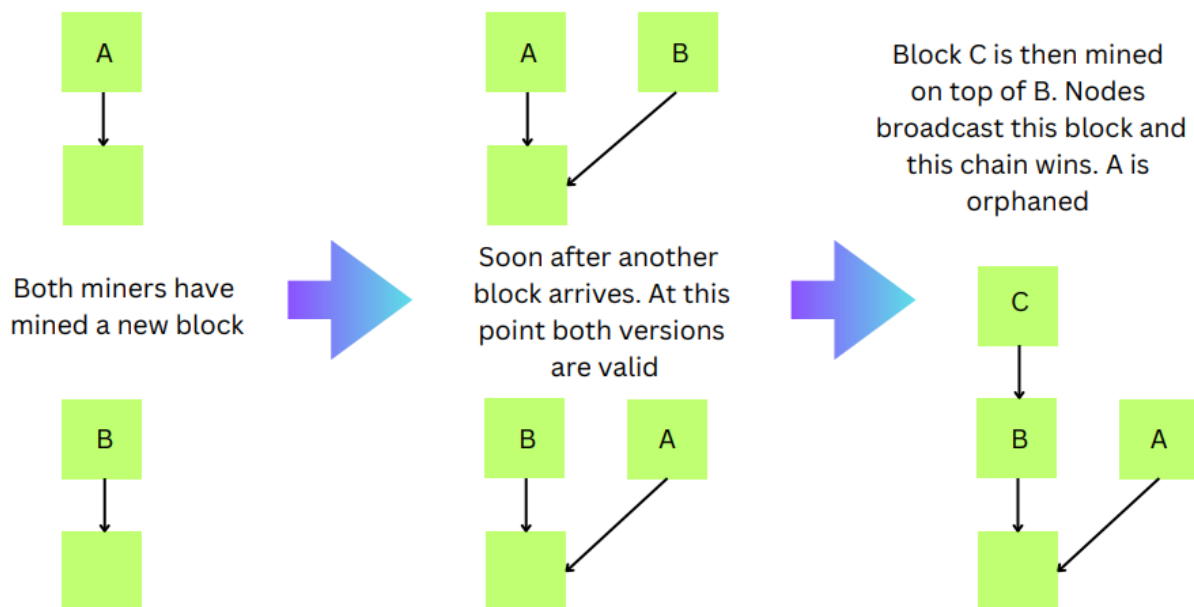 A
Both miners have
mined a new block
B
A
B
Soon after another
block arrives. At this
point both versions
are valid
B
A
Block C is then mined
on top of B. Nodes
broadcast this block and
this chain wins. A is
orphaned
C
B
A